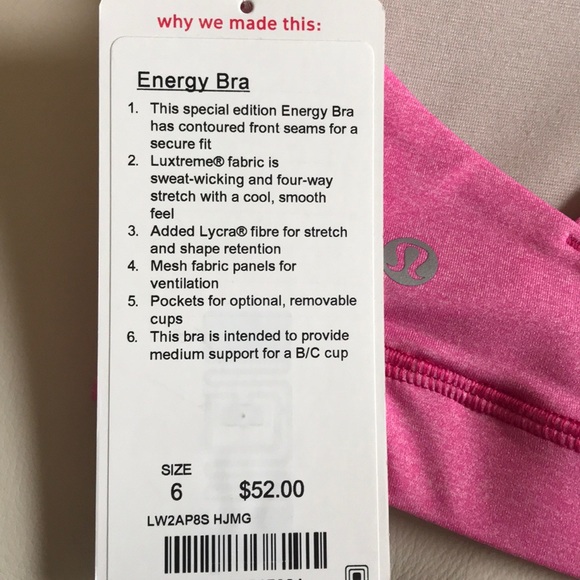 why we made this:
Energy Bra
1. This special edition Energy Bra
has contoured front seams for a
secure fit
2. Luxtreme® fabric is
sweat-wicking and four-way
stretch with a cool, smooth
feel
3. Added Lycra® fibre for stretch
and shape retention
4. Mesh fabric panels for
ventilation
5. Pockets for optional, removable
cups
6. This bra is intended to provide
medium support for a B/C cup
SIZE
6 $52.00
LW2AP8S HJMG